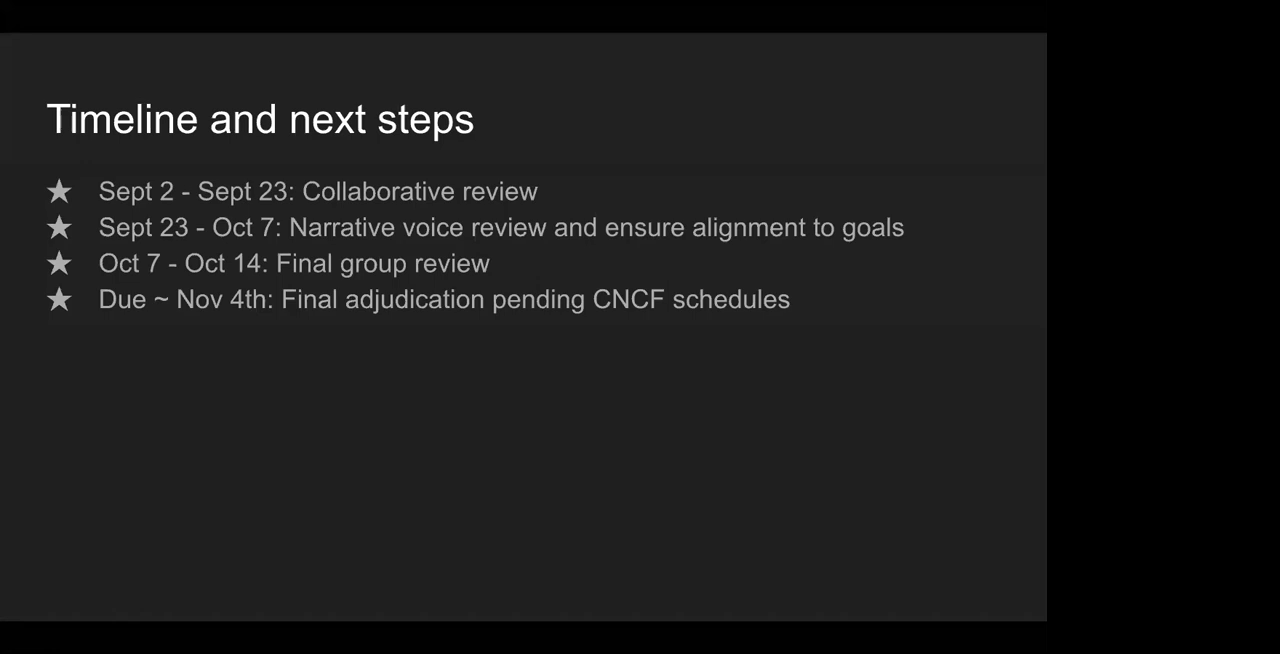 Timeline and next steps
★ Sept 2 - Sept 23: Collaborative review
★ Sept 23 - Oct 7: Narrative voice review and ensure alignment to goals
★ Oct 7 - Oct 14: Final group review
★ Due ~ Nov 4th: Final adjudication pending CNCF schedules